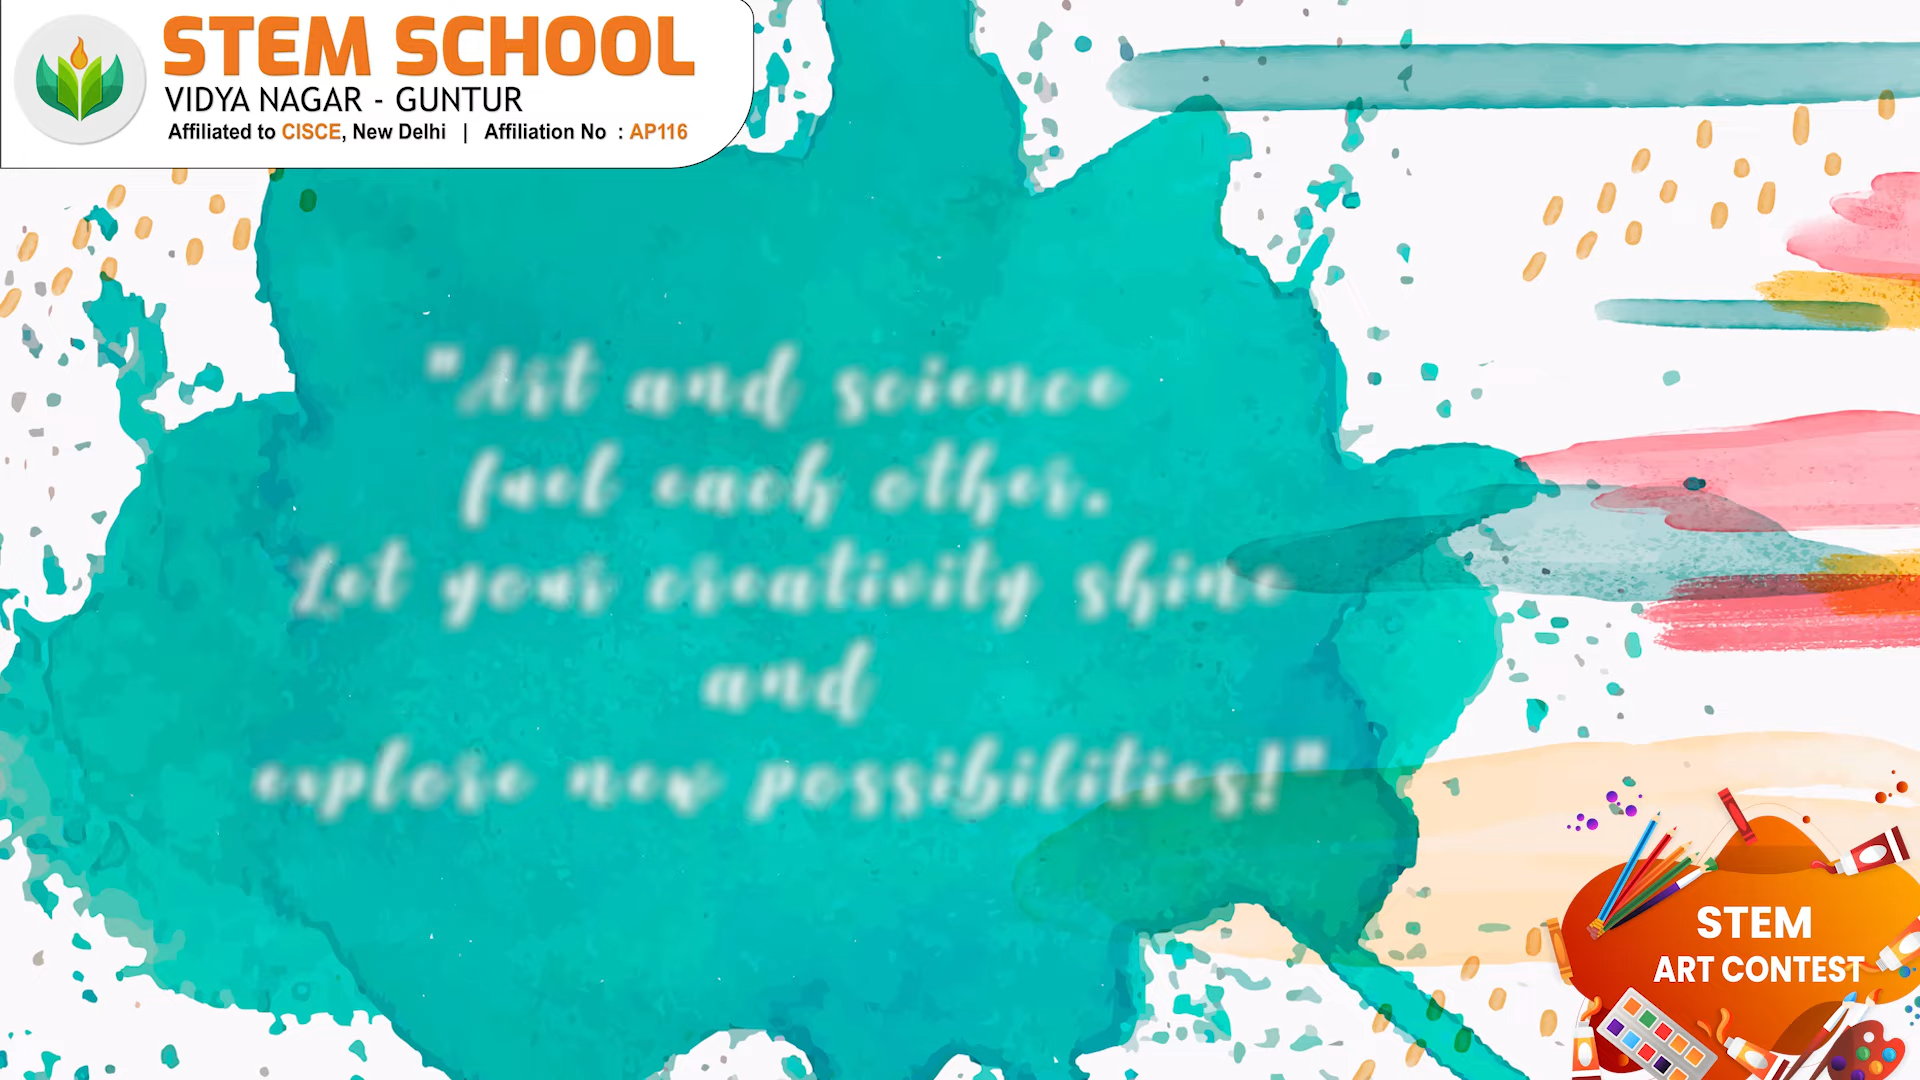 STEM SCHOOL
VIDYA NAGAR - GUNTUR
Affiliated to CISCE, New Delhi | Affiliation No : AP116
"Art and science
fuel each other.
Let your creativity shine
and
explore new possibilities!"
STEM
ART CONTEST